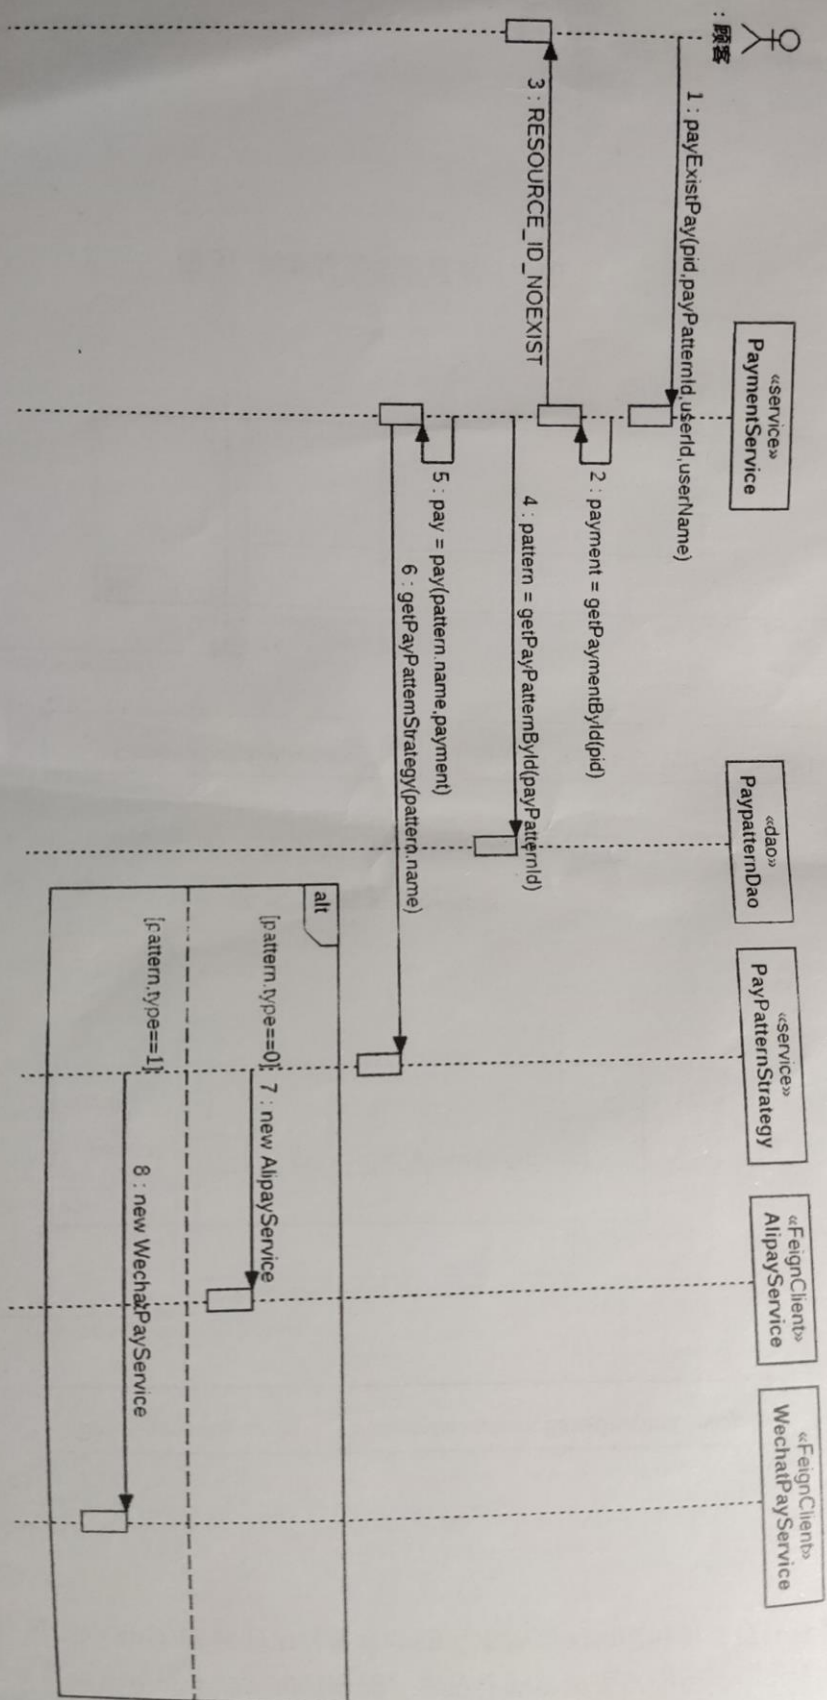 : 顾客
«service»
PaymentService
«dao»
PaypatternDao
«service»
PayPatternStrategy
«FeignClient»
AlipayService
«FeignClient»
WechatPayService
1 : payExistPay(pid,payPatternId,userId,userName)
2 : payment = getPaymentById(pid)
3 : RESOURCE_ID_NOEXIST
4 : pattern = getPayPatternById(payPatternId)
5 : pay = pay(pattern.name,payment)
6 : getPayPatternStrategy(pattern.name)
alt
[pattern.type==0]
7 : new AlipayService
[pattern.type==1]
8 : new WechatPayService